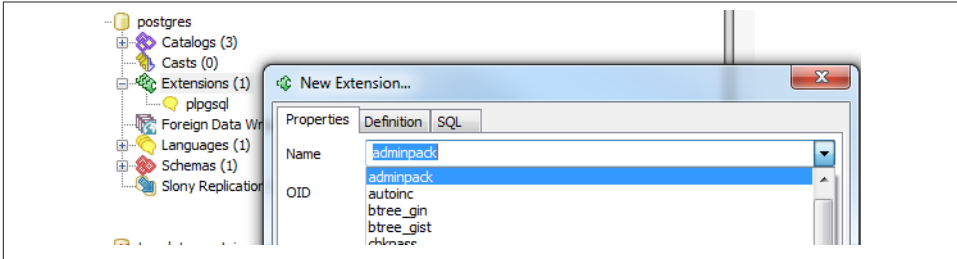 postgres
Catalogs (3)
Casts (0)
Extensions (1)
plpgsql
Foreign Data Wr
Languages (1)
Schemas (1)
Slony Replication
New Extension...
Properties Definition SQL
Name adminpack
adminpack
OID autoinc
btree_gin
btree_gist
chkpass